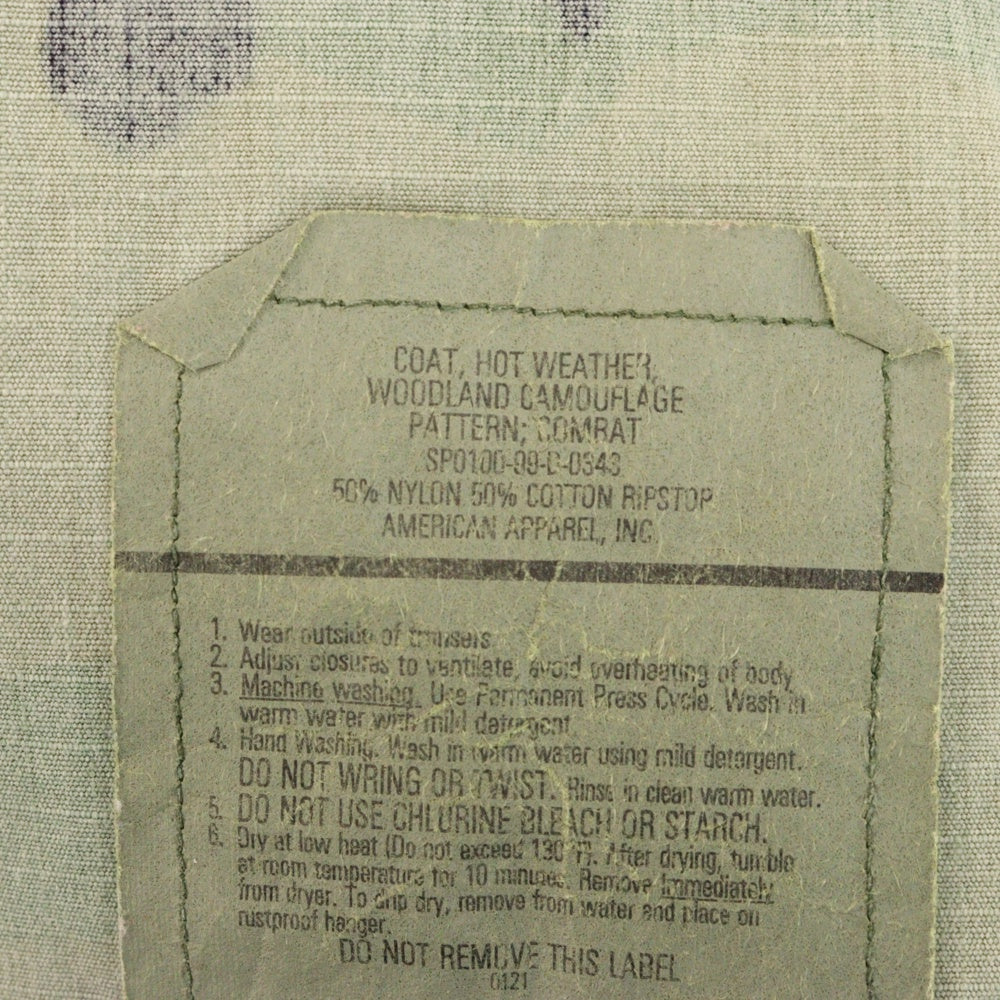 COAT, HOT WEATHER,
WOODLAND CAMOUFLAGE
PATTERN; COMBAT
SP0100-99-D-0343
50% NYLON 50% COTTON RIPSTOP
AMERICAN APPAREL, INC.
1. Wear outside of trousers
2. Adjust closures to ventilate, avoid overheating of body
3. Machine washing. Use Permanent Press Cycle. Wash in
warm water with mild detergent.
4. Hand Washing. Wash in warm water using mild detergent.
DO NOT WRING OR TWIST. Rinse in clean warm water.
5. DO NOT USE CHLORINE BLEACH OR STARCH.
6. Dry at low heat (Do not exceed 130°F). After drying, tumble
at room temperature for 10 minutes. Remove immediately
from dryer. To drip dry, remove from water and place on
rustproof hanger.
DO NOT REMOVE THIS LABEL
0121